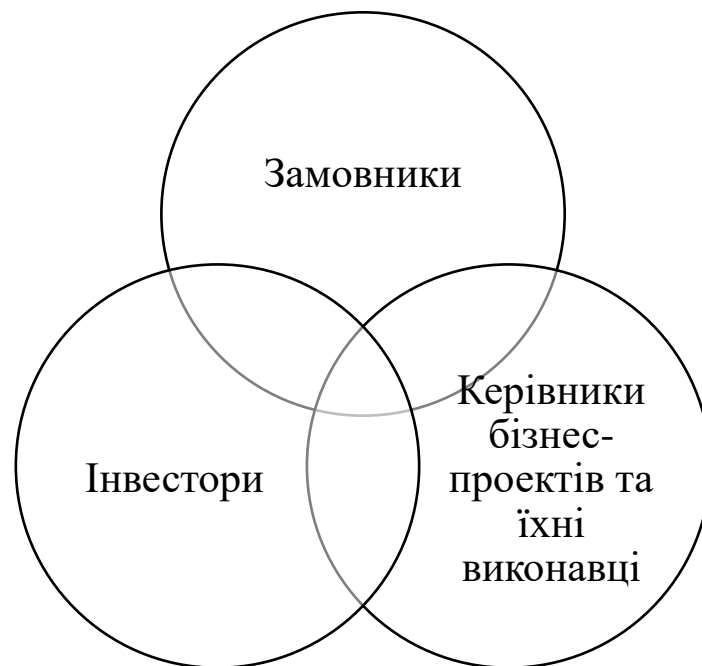 Замовники
Інвестори
Керівники
бізнес-
проектів та
їхні
виконавці